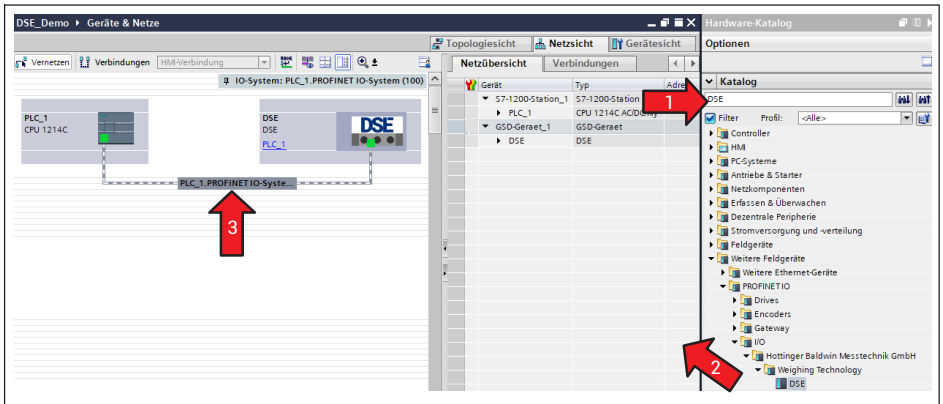 DSE_Demo ▸ Geräte & Netze
Topologiesicht Netzsicht Gerätesicht
Vernetzen Verbindungen HMI-Verbindung
IO-System: PLC_1.PROFINET IO-System (100)
PLC_1
CPU 1214C
DSE
DSE
PLC_1
DSE
PLC_1.PROFINET IO-Syste...
3
Netzübersicht Verbindungen
Gerät Typ
S7-1200-Station_1 S7-1200-Station
PLC_1 CPU 1214C AC/DC/Rly
GSD-Geraet_1 GSD-Geraet
DSE DSE
1
2
Hardware-Katalog
Optionen
Katalog
DSE
Filter Profil: <Alle>
Controller
HMI
PC-Systeme
Antriebe & Starter
Netzkomponenten
Erfassen & Überwachen
Dezentrale Peripherie
Stromversorgung und -verteilung
Feldgeräte
Weitere Feldgeräte
Weitere Ethernet-Geräte
PROFINET IO
Drives
Encoders
Gateway
I/O
Hottinger Baldwin Messtechnik GmbH
Weighing Technology
DSE